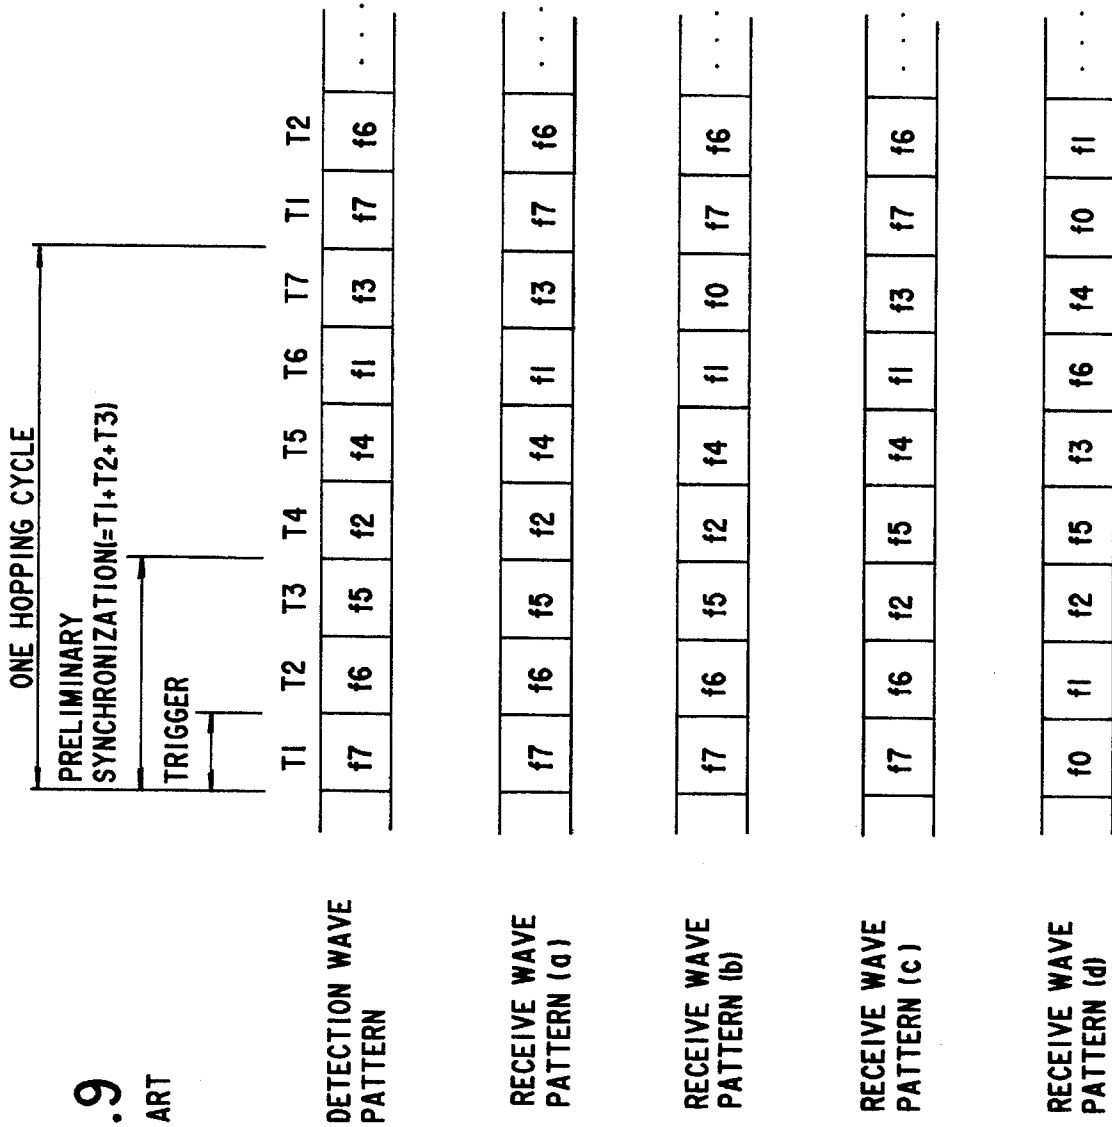 .9
ART
ONE HOPPING CYCLE
PRELIMINARY
SYNCHRONIZATION(=T1+T2+T3)
TRIGGER
T1 T2 T3 T4 T5 T6 T7 T1 T2
DETECTION WAVE
PATTERN
f7 f6 f5 f2 f4 f1 f3 f7 f6 . . .
RECEIVE WAVE
PATTERN (a)
f7 f6 f5 f2 f4 f1 f3 f7 f6 . . .
RECEIVE WAVE
PATTERN (b)
f7 f6 f5 f2 f4 f1 f0 f7 f6 . . .
RECEIVE WAVE
PATTERN (c)
f7 f6 f2 f5 f4 f1 f3 f7 f6 . . .
RECEIVE WAVE
PATTERN (d)
f0 f1 f2 f5 f3 f6 f4 f0 f1 . . .